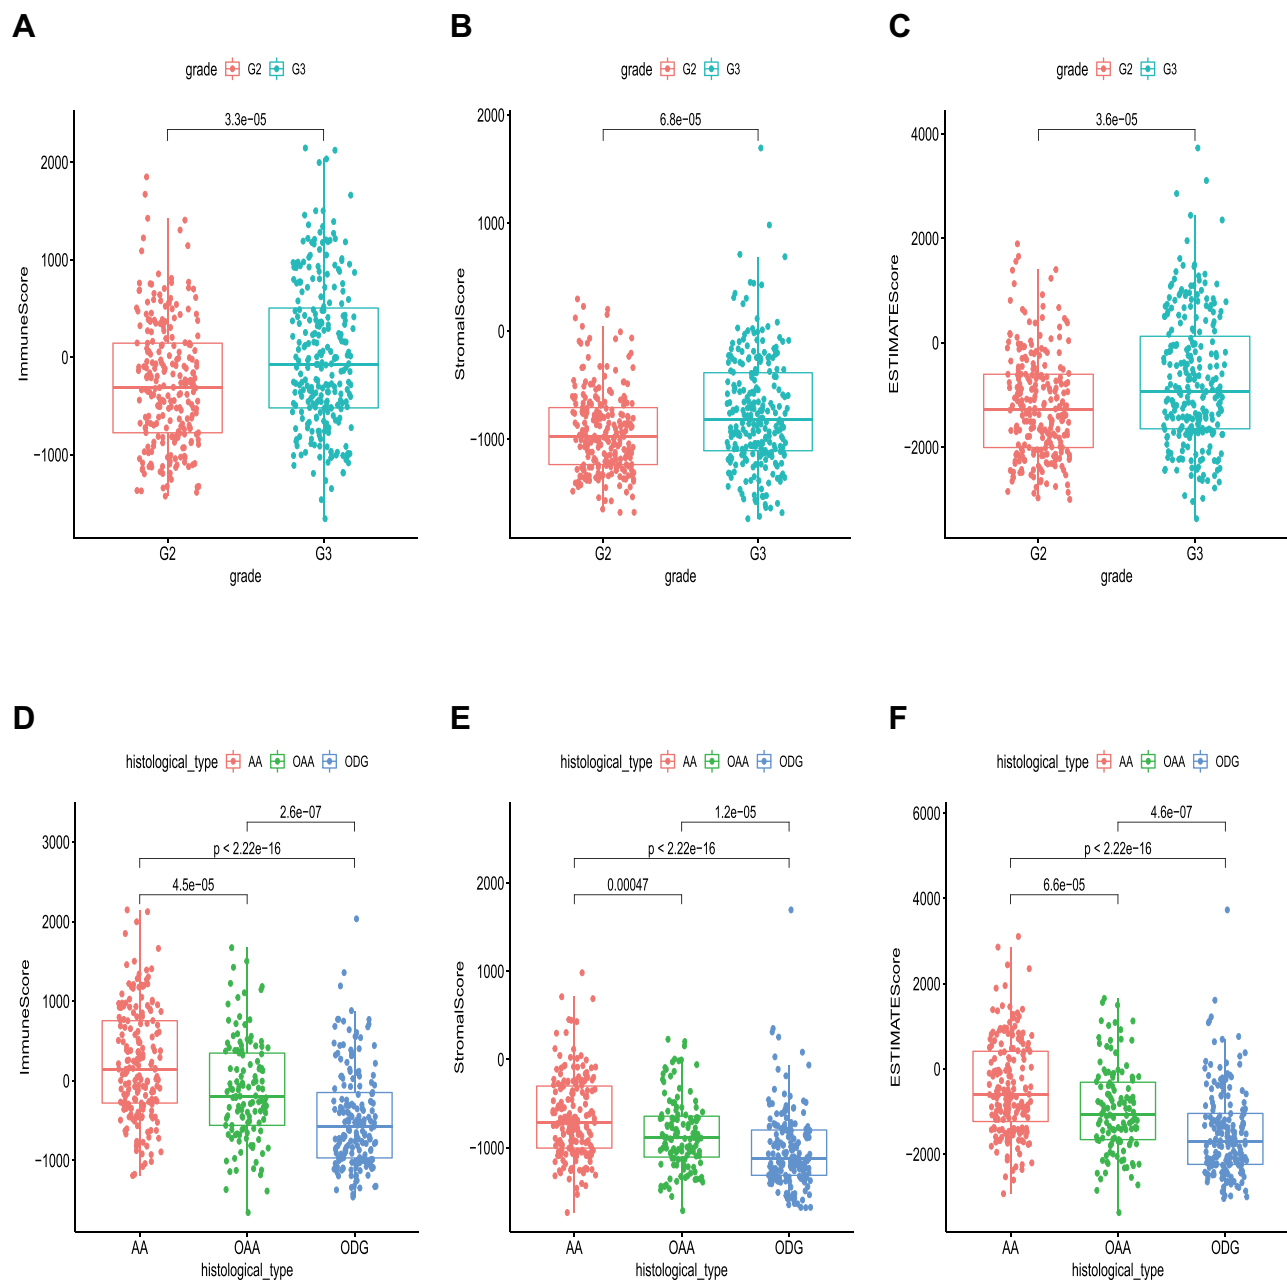 A
grade G2 G3
3.3e−05
2000
1000
0
−1000
ImmuneScore
G2 G3
grade
B
grade G2 G3
6.8e−05
2000
1000
0
−1000
StromalScore
G2 G3
grade
C
grade G2 G3
3.6e−05
4000
2000
0
−2000
ESTIMATEScore
G2 G3
grade
D
histological_type AA OAA ODG
2.6e−07
p < 2.22e−16
4.5e−05
3000
2000
1000
0
−1000
ImmuneScore
AA OAA ODG
histological_type
E
histological_type AA OAA ODG
1.2e−05
p < 2.22e−16
0.00047
2000
1000
0
−1000
StromalScore
AA OAA ODG
histological_type
F
histological_type AA OAA ODG
4.6e−07
p < 2.22e−16
6.6e−05
6000
4000
2000
0
−2000
ESTIMATEScore
AA OAA ODG
histological_type